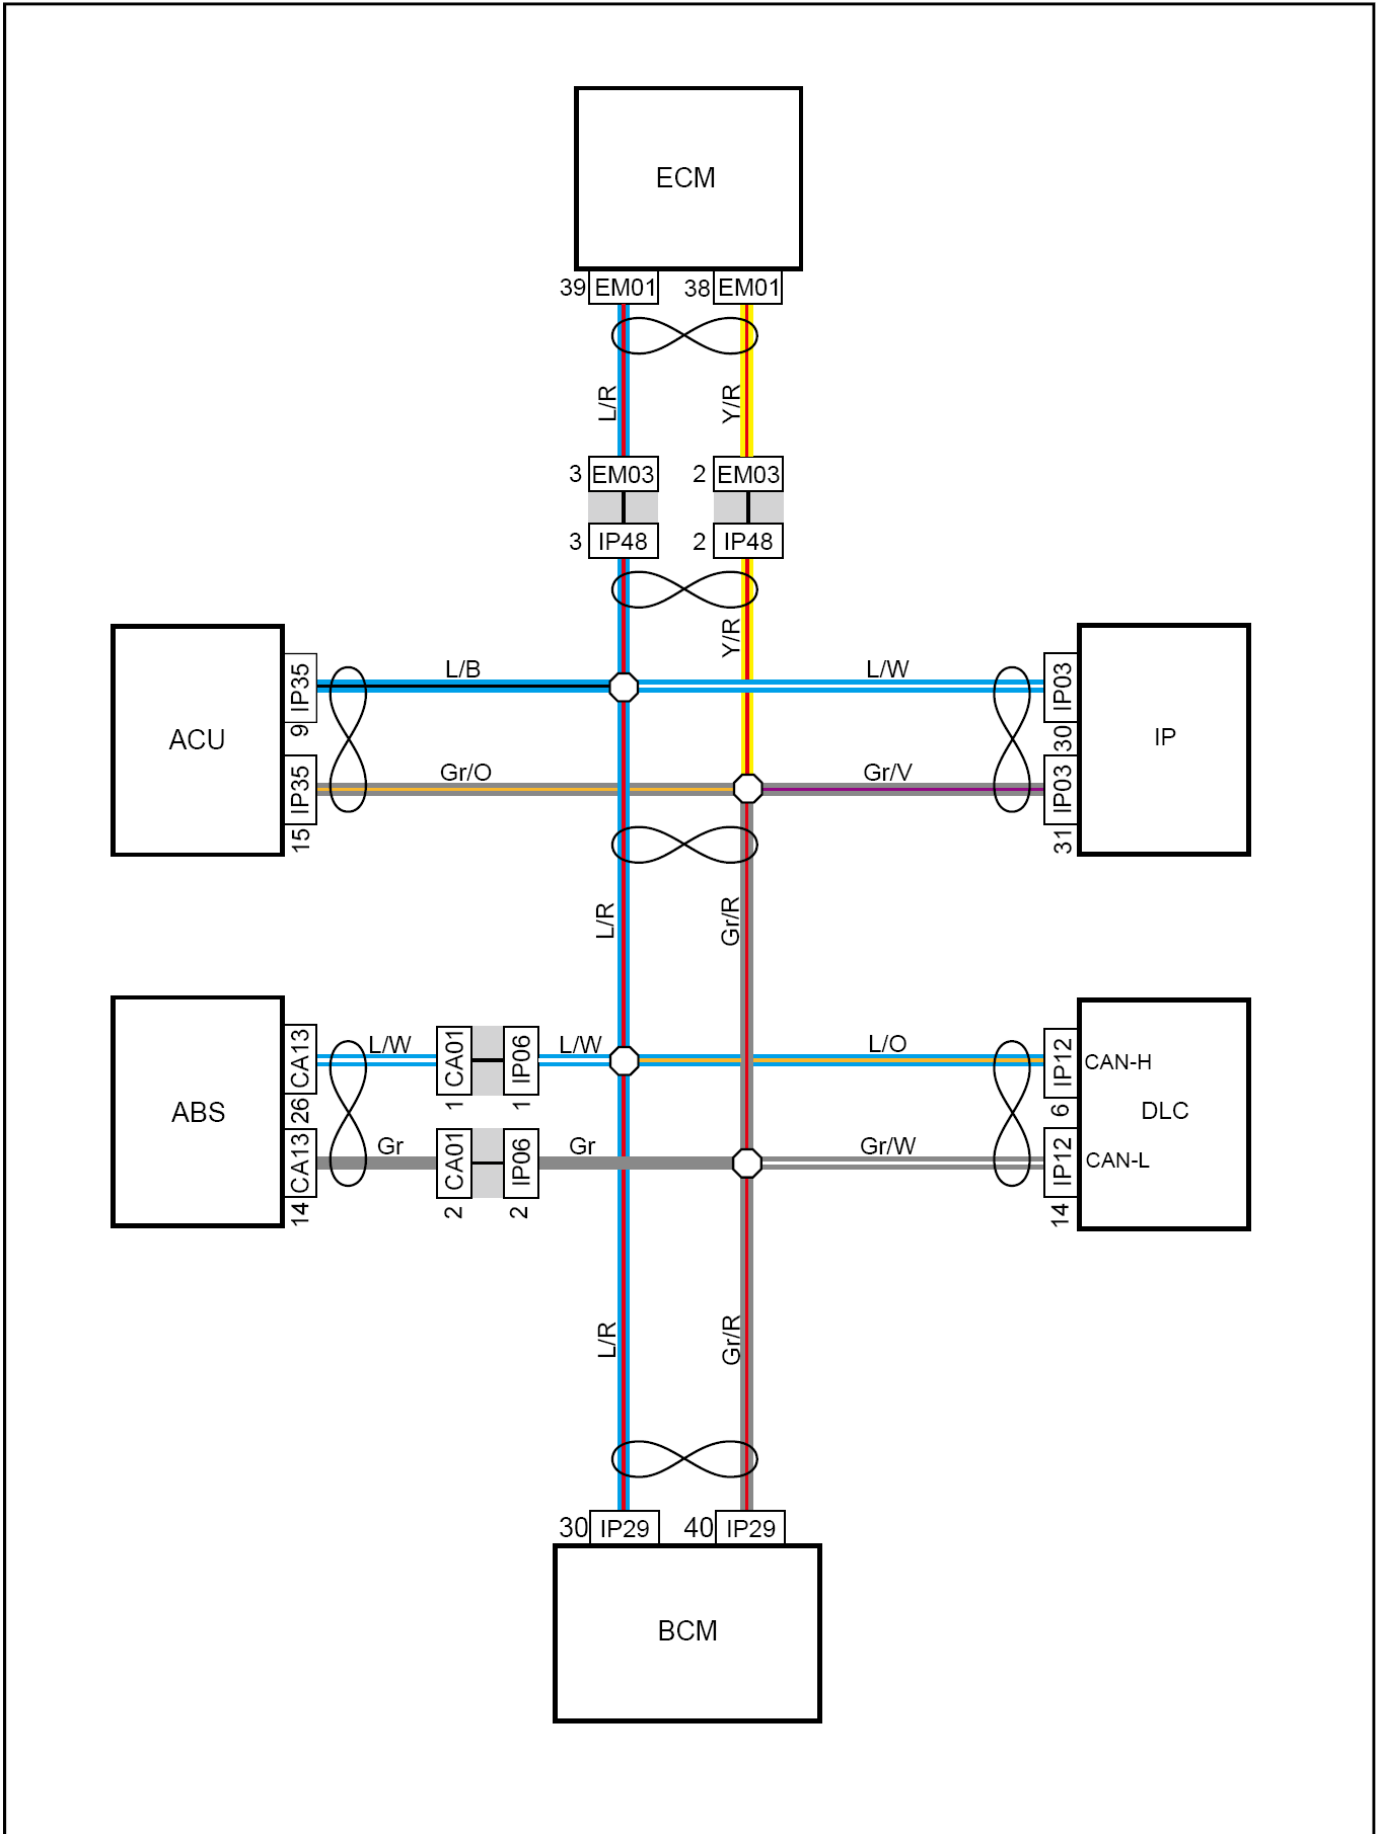 ECM
39 EM01 38 EM01
L/R Y/R
3 EM03 2 EM03
3 IP48 2 IP48
Y/R
L/B L/W
IP35 IP03
9 30
ACU IP
Gr/O Gr/V
IP35 IP03
15 31
L/R Gr/R
L/W L/W L/O
CA13 CA01 IP06 IP12 CAN-H
26 1 1 6
ABS DLC
Gr Gr Gr/W
CA13 CA01 IP06 IP12 CAN-L
14 2 2 14
L/R Gr/R
30 IP29 40 IP29
BCM